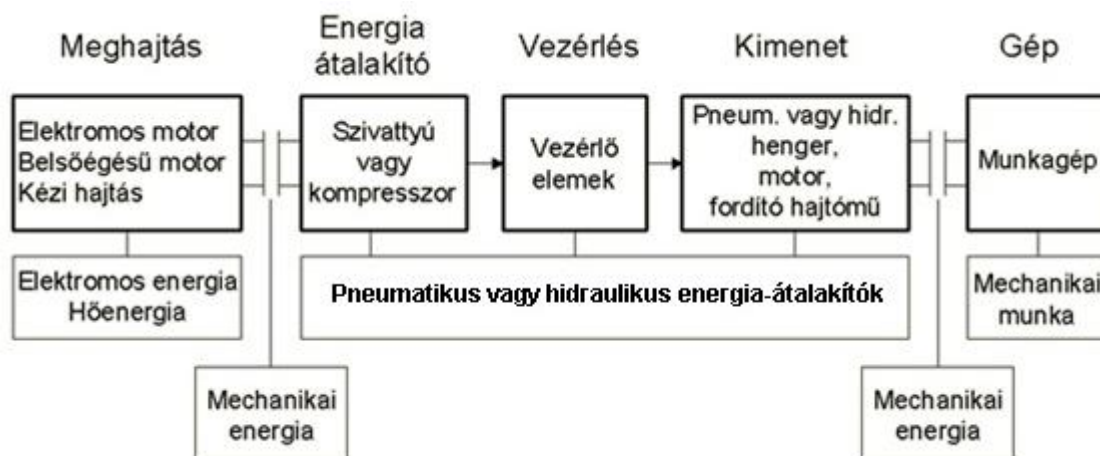 Meghajtás
Energia
átalakító
Vezérlés
Kimenet
Gép
Elektromos motor
Belsőégésű motor
Kézi hajtás
Szivattyú
vagy
kompresszor
Vezérlő
elemek
Pneum. vagy hidr.
henger,
motor,
fordító hajtómű
Munkagép
Elektromos energia
Hőenergia
Pneumatikus vagy hidraulikus energia-átalakítók
Mechanikai
munka
Mechanikai
energia
Mechanikai
energia